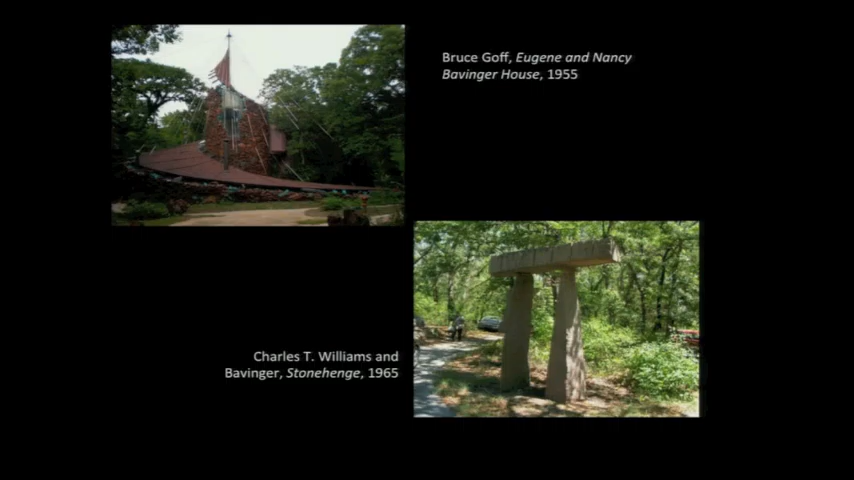 Bruce Goff, Eugene and Nancy
Bavinger House, 1955
Charles T. Williams and
Bavinger, Stonehenge, 1965